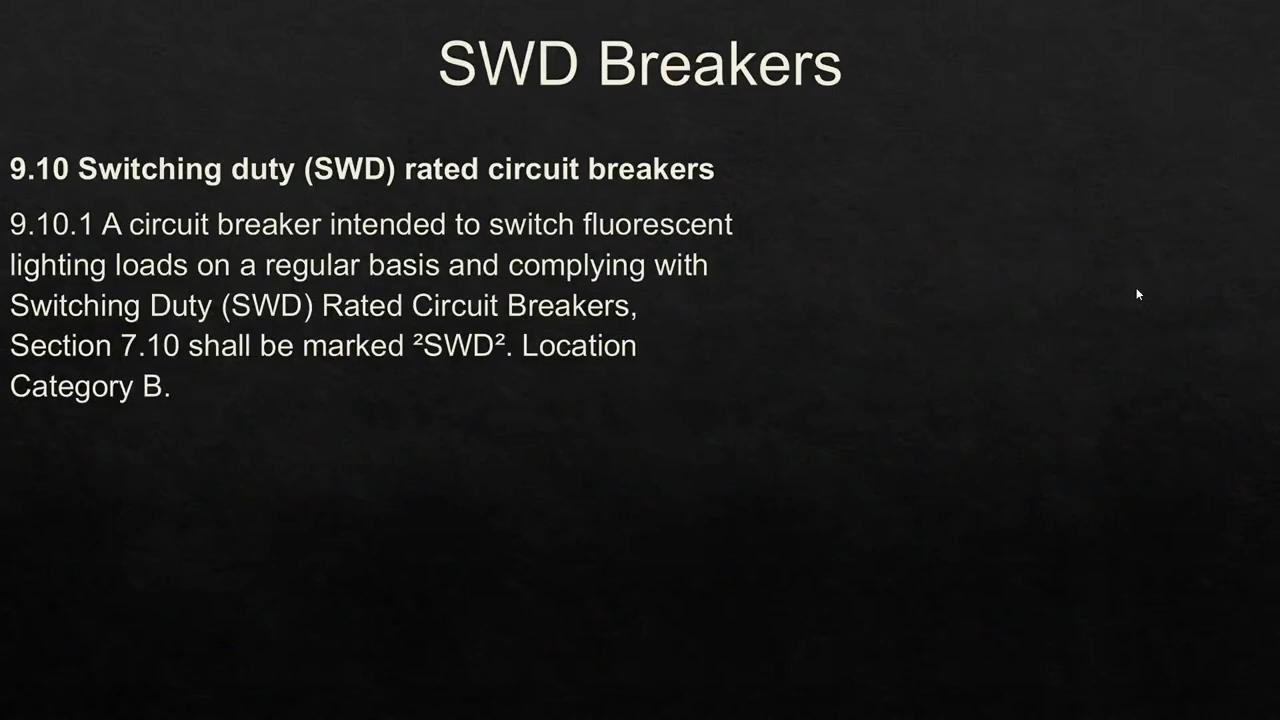 SWD Breakers
9.10 Switching duty (SWD) rated circuit breakers
9.10.1 A circuit breaker intended to switch fluorescent
lighting loads on a regular basis and complying with
Switching Duty (SWD) Rated Circuit Breakers,
Section 7.10 shall be marked ²SWD². Location
Category B.